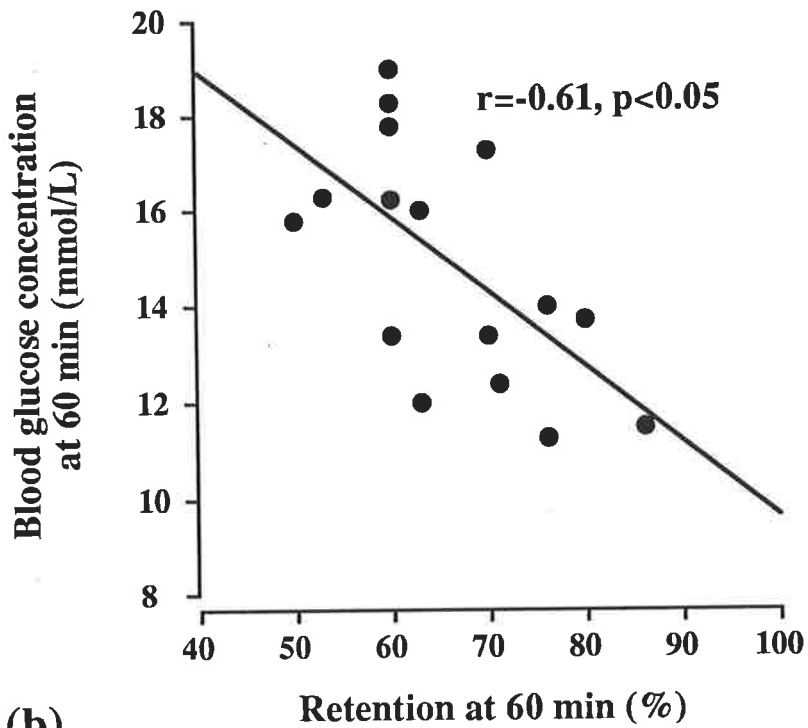 20
r=-0.61, p<0.05
18
16
14
12
10
8
Blood glucose concentration
at 60 min (mmol/L)
40 50 60 70 80 90 100
Retention at 60 min (%)
(b)